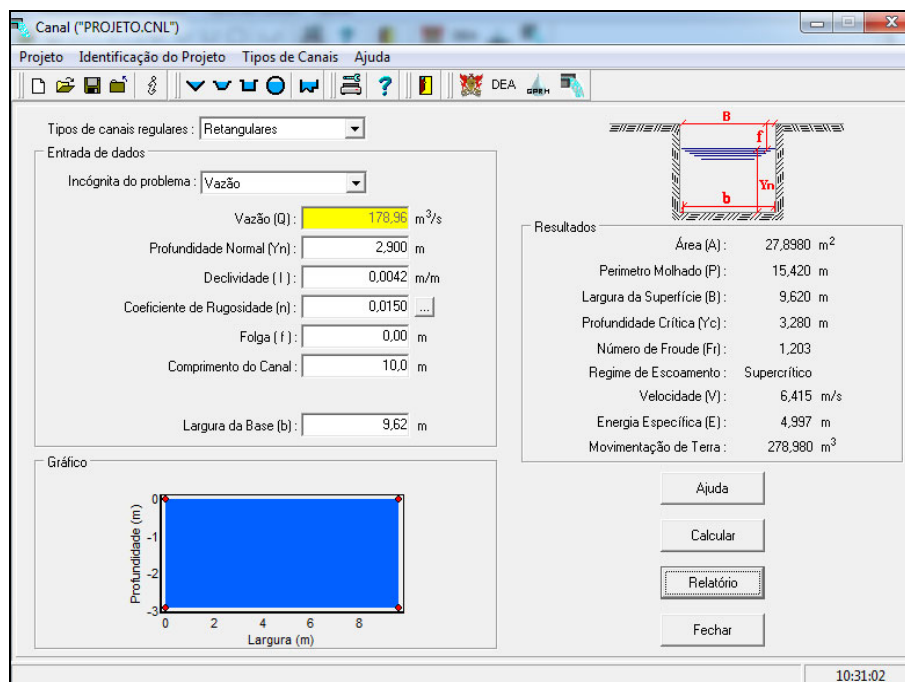 Canal ("PROJETO.CNL")
Projeto Identificação do Projeto Tipos de Canais Ajuda
DEA GPRH
Tipos de canais regulares : Retangulares
Entrada de dados
Incógnita do problema : Vazão
Vazão (Q) : 178,96 m³/s
Profundidade Normal (Yn) : 2,900 m
Declividade ( I ) : 0,0042 m/m
Coeficiente de Rugosidade (n) : 0,0150 ...
Folga ( f ) : 0,00 m
Comprimento do Canal : 10,0 m
Largura da Base (b) : 9,62 m
B
f
Yn
b
Resultados
Área (A) : 27,8980 m²
Perimetro Molhado (P) : 15,420 m
Largura da Superfície (B) : 9,620 m
Profundidade Crítica (Yc) : 3,280 m
Número de Froude (Fr) : 1,203
Regime de Escoamento : Supercrítico
Velocidade (V) : 6,415 m/s
Energia Específica (E) : 4,997 m
Movimentação de Terra : 278,980 m³
Gráfico
Profundidade (m)
0
-1
-2
-3
0 2 4 6 8
Largura (m)
Ajuda
Calcular
Relatório
Fechar
10:31:02